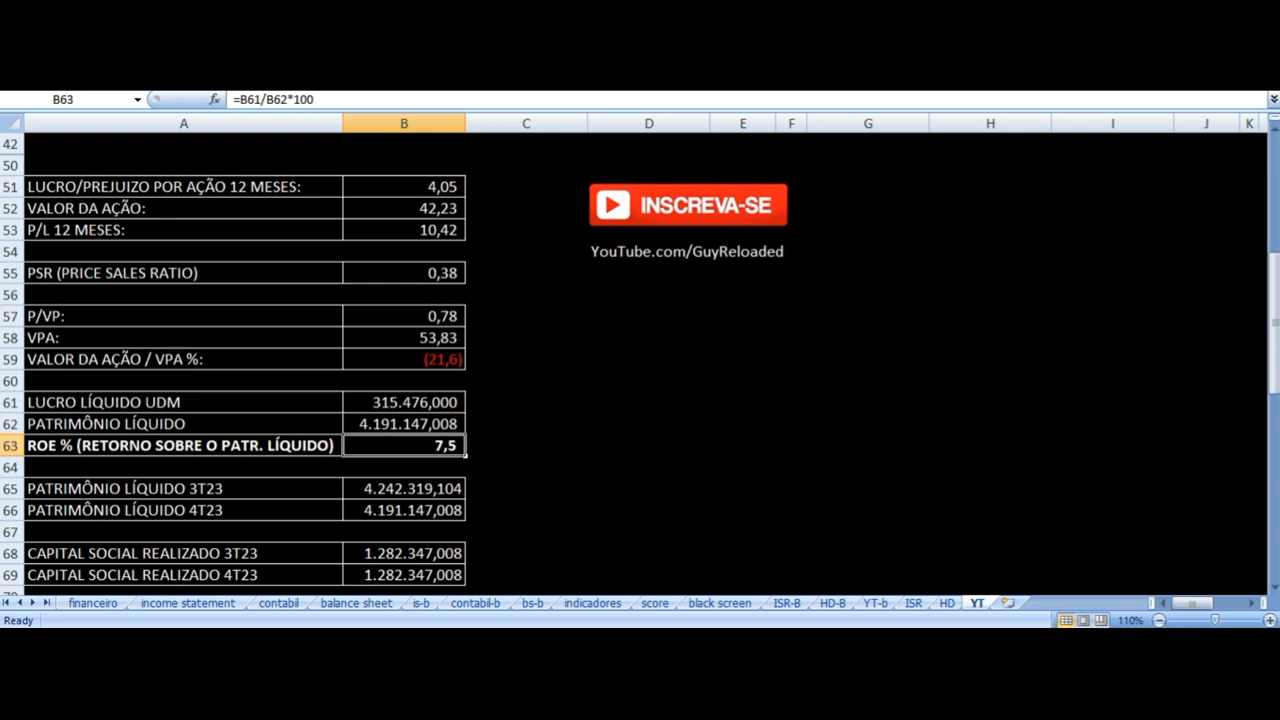 B63 fx =B61/B62*100
A B C D E F G H I J K
42
50
51 LUCRO/PREJUIZO POR AÇÃO 12 MESES: 4,05
INSCREVA-SE
52 VALOR DA AÇÃO: 42,23
53 P/L 12 MESES: 10,42
YouTube.com/GuyReloaded
54
55 PSR (PRICE SALES RATIO) 0,38
56
57 P/VP: 0,78
58 VPA: 53,83
59 VALOR DA AÇÃO / VPA %: (21,6)
60
61 LUCRO LÍQUIDO UDM 315.476,000
62 PATRIMÔNIO LÍQUIDO 4.191.147,008
63 ROE % (RETORNO SOBRE O PATR. LÍQUIDO) 7,5
64
65 PATRIMÔNIO LÍQUIDO 3T23 4.242.319,104
66 PATRIMÔNIO LÍQUIDO 4T23 4.191.147,008
67
68 CAPITAL SOCIAL REALIZADO 3T23 1.282.347,008
69 CAPITAL SOCIAL REALIZADO 4T23 1.282.347,008
financeiro income statement contabil balance sheet is-b contabil-b bs-b indicadores score black screen ISR-B HD-B YT-b ISR HD YT
Ready 110%